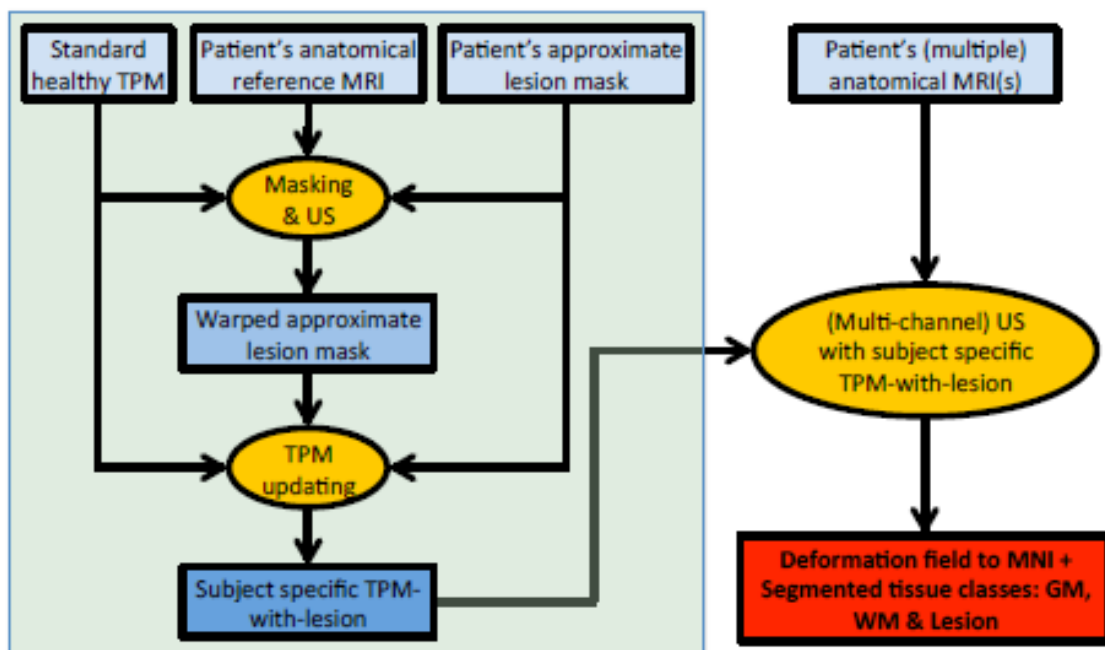 Standard
healthy TPM
Patient's anatomical
reference MRI
Patient's approximate
lesion mask
Patient's (multiple)
anatomical MRI(s)
Masking
& US
Warped approximate
lesion mask
(Multi-channel) US
with subject specific
TPM-with-lesion
TPM
updating
Subject specific TPM-
with-lesion
Deformation field to MNI +
Segmented tissue classes: GM,
WM & Lesion